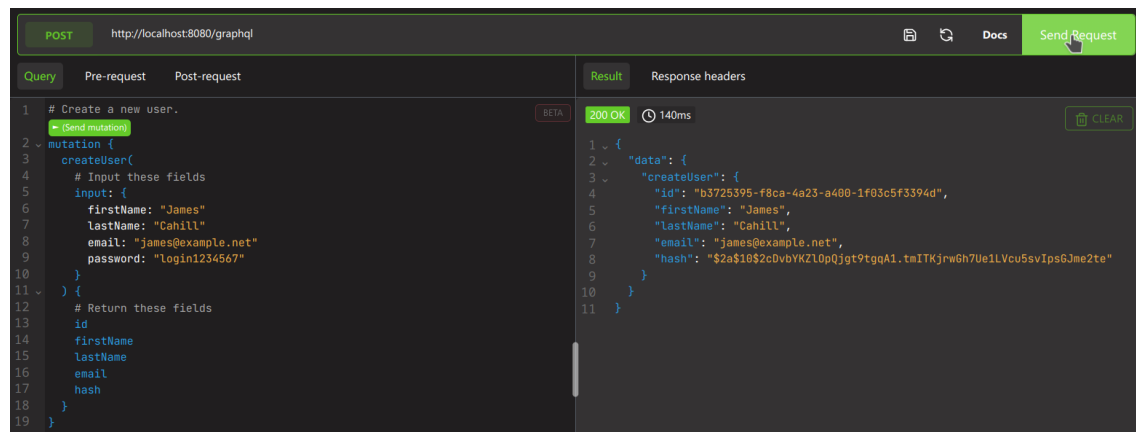 POST http://localhost:8080/graphql Docs Send Request
Query Pre-request Post-request
1 # Create a new user. BETA
(Send mutation)
2 mutation {
3 createUser(
4 # Input these fields
5 input: {
6 firstName: "James"
7 lastName: "Cahill"
8 email: "james@example.net"
9 password: "login1234567"
10 }
11 ) {
12 # Return these fields
13 id
14 firstName
15 lastName
16 email
17 hash
18 }
19 }
Result Response headers
200 OK 140ms CLEAR
1 {
2 "data": {
3 "createUser": {
4 "id": "b3725395-f8ca-4a23-a400-1f03c5f3394d",
5 "firstName": "James",
6 "lastName": "Cahill",
7 "email": "james@example.net",
8 "hash": "$2a$10$2cDvbYKZlOpQjgt9tgqA1.tmITKjrwGh7Ue1LVcu5svIpsGJme2te"
9 }
10 }
11 }